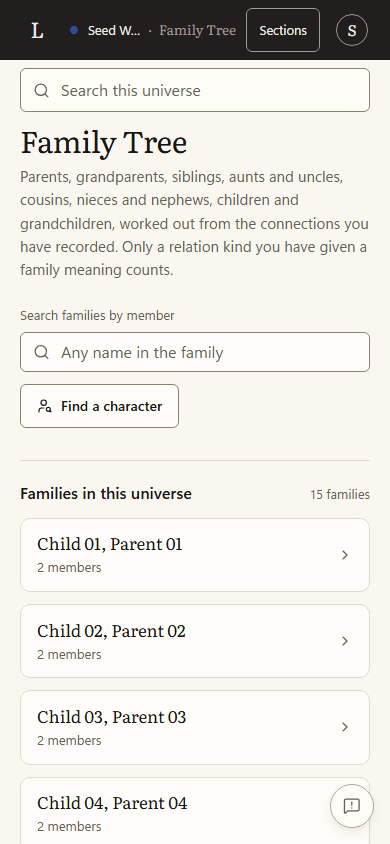 L Seed W... · Family Tree Sections S
Search this universe
Family Tree
Parents, grandparents, siblings, aunts and uncles,
cousins, nieces and nephews, children and
grandchildren, worked out from the connections you
have recorded. Only a relation kind you have given a
family meaning counts.
Search families by member
Any name in the family
Find a character
Families in this universe 15 families
Child 01, Parent 01
2 members
Child 02, Parent 02
2 members
Child 03, Parent 03
2 members
Child 04, Parent 04
2 members